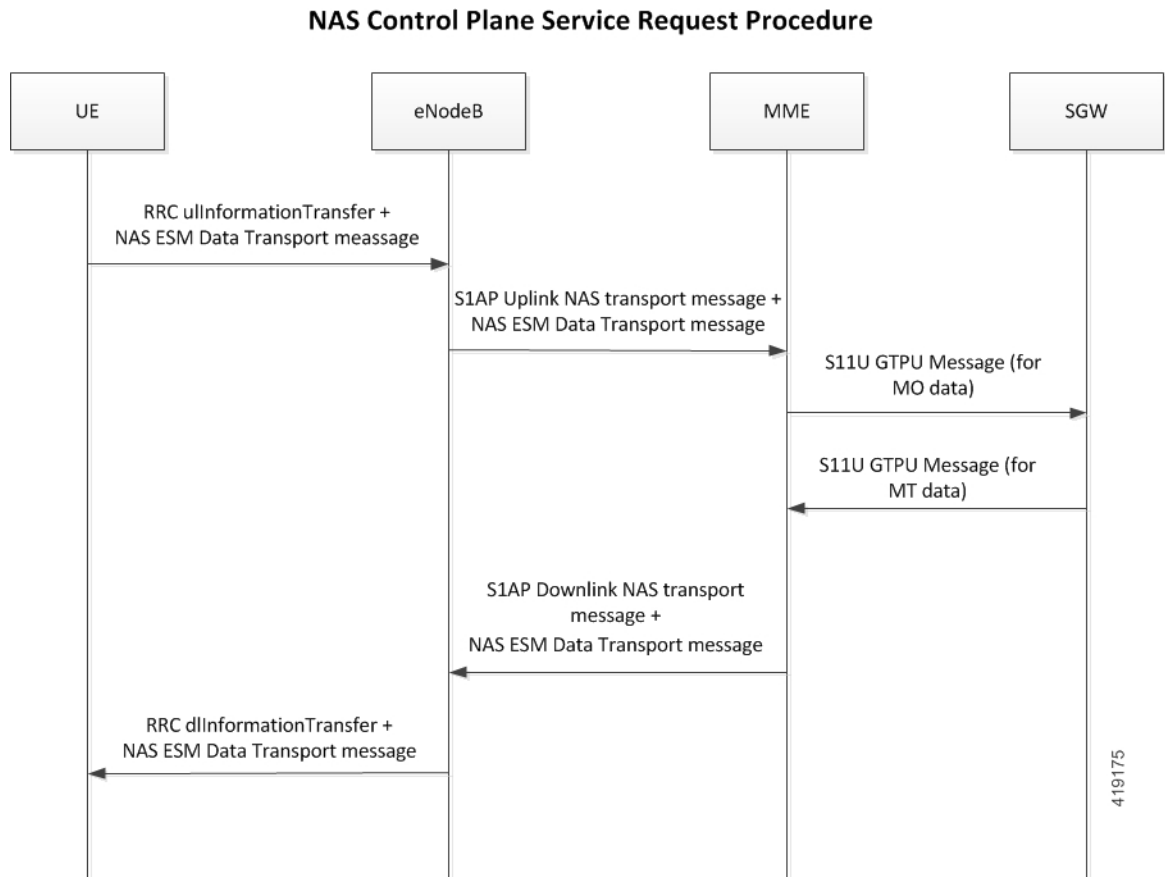 NAS Control Plane Service Request Procedure
UE
eNodeB
MME
SGW
RRC ulInformationTransfer +
NAS ESM Data Transport meassage
S1AP Uplink NAS transport message +
NAS ESM Data Transport message
S11U GTPU Message (for
MO data)
S11U GTPU Message (for
MT data)
S1AP Downlink NAS transport
message +
NAS ESM Data Transport message
RRC dlInformationTransfer +
NAS ESM Data Transport message
419175